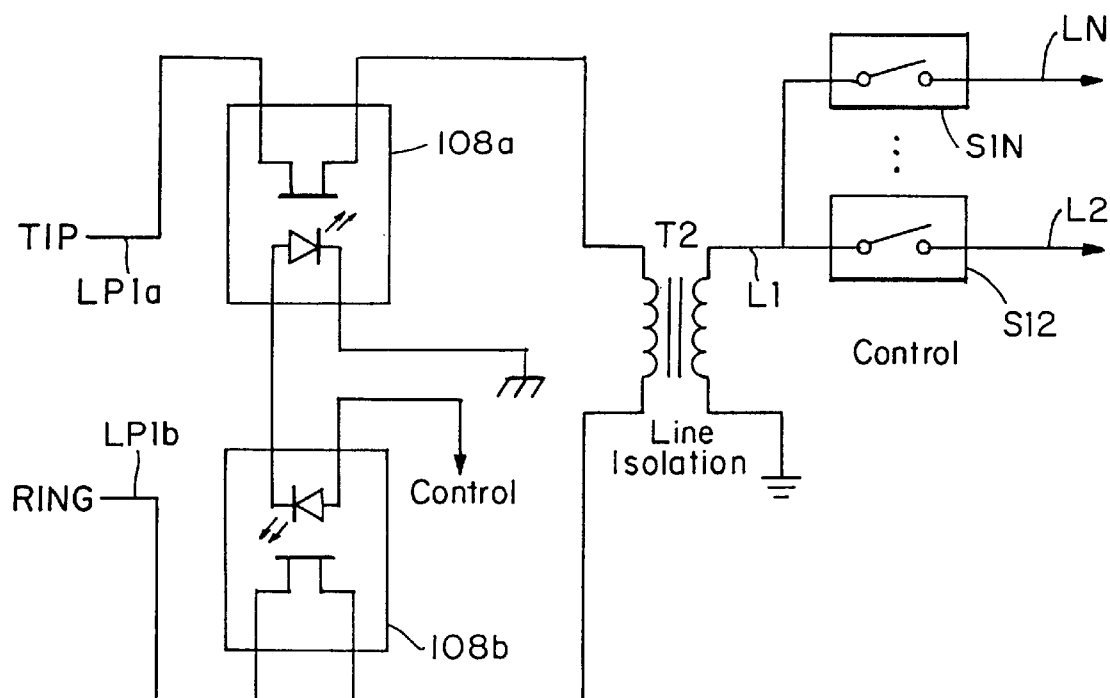 LN
108a
S1N
TIP
T2
L2
LP1a
L1
S12
Control
LP1b
Line
Isolation
RING
Control
108b